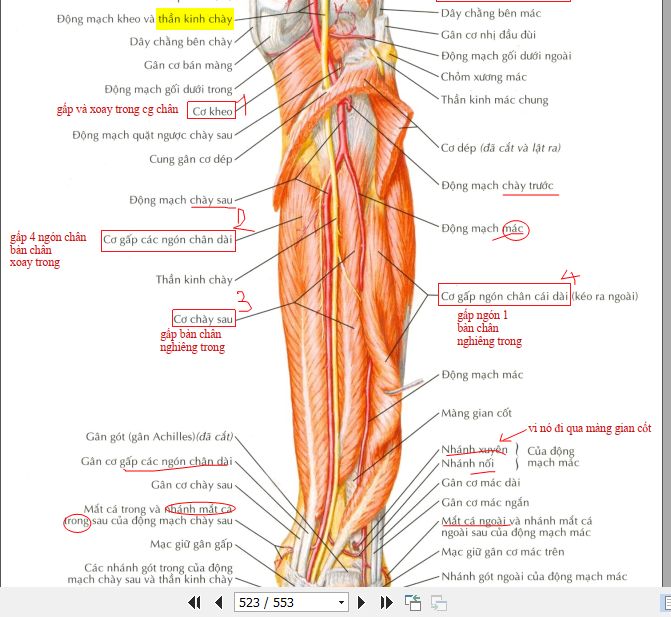 Động mạch kheo và thần kinh chày
Dây chằng bên chày
Gân cơ bán màng
Động mạch gối dưới trong
gấp và xoay trong cg chân
Cơ kheo
1
Động mạch quặt ngược chày sau
Cung gân cơ dép
Động mạch chày sau
2
gấp 4 ngón chân
bàn chân
xoay trong
Cơ gấp các ngón chân dài
Thần kinh chày
3
Cơ chày sau
gấp bàn chân
nghiêng trong
Gân gót (gân Achilles)(đã cắt)
Gân cơ gấp các ngón chân dài
Gân cơ chày sau
Mắt cá trong và nhánh mắt cá
trong sau của động mạch chày sau
Mạc giữ gân gấp
Các nhánh gót trong của động
mạch chày sau và thần kinh chày
Dây chằng bên mác
Gân cơ nhị đầu đùi
Động mạch gối dưới ngoài
Chỏm xương mác
Thần kinh mác chung
Cơ dép (đã cắt và lật ra)
Động mạch chày trước
Động mạch mác
4
Cơ gấp ngón chân cái dài (kéo ra ngoài)
gấp ngón 1
bàn chân
nghiêng trong
Động mạch mác
Màng gian cốt
vì nó đi qua màng gian cốt
Nhánh xuyên
Nhánh nối
Của động
mạch mác
Gân cơ mác dài
Gân cơ mác ngắn
Mắt cá ngoài và nhánh mắt cá
ngoài sau của động mạch mác
Mạc giữ gân cơ mác trên
Nhánh gót ngoài của động mạch mác
523 / 553